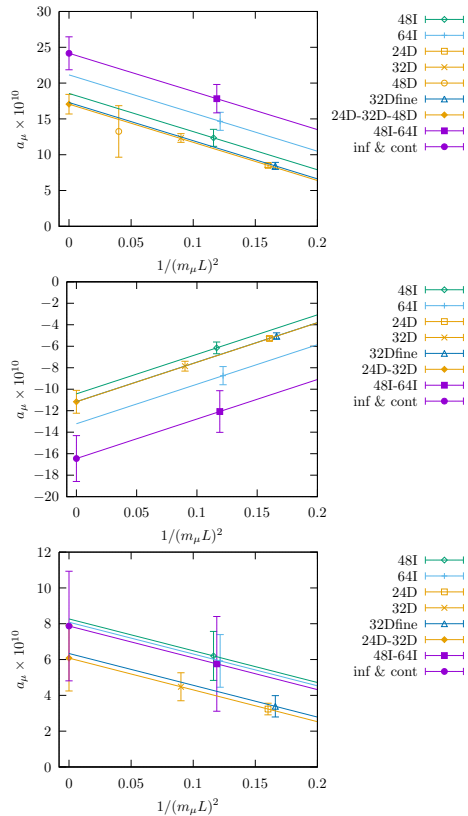 30
25
20
15
10
5
0
0
0.05
0.1
0.15
0.2
a_μ × 10^10
1/(m_μ L)^2
48I
64I
24D
32D
48D
32Dfine
24D-32D-48D
48I-64I
inf & cont
0
−2
−4
−6
−8
−10
−12
−14
−16
−18
−20
0
0.05
0.1
0.15
0.2
a_μ × 10^10
1/(m_μ L)^2
48I
64I
24D
32D
32Dfine
24D-32D
48I-64I
inf & cont
12
10
8
6
4
2
0
0
0.05
0.1
0.15
0.2
a_μ × 10^10
1/(m_μ L)^2
48I
64I
24D
32D
32Dfine
24D-32D
48I-64I
inf & cont